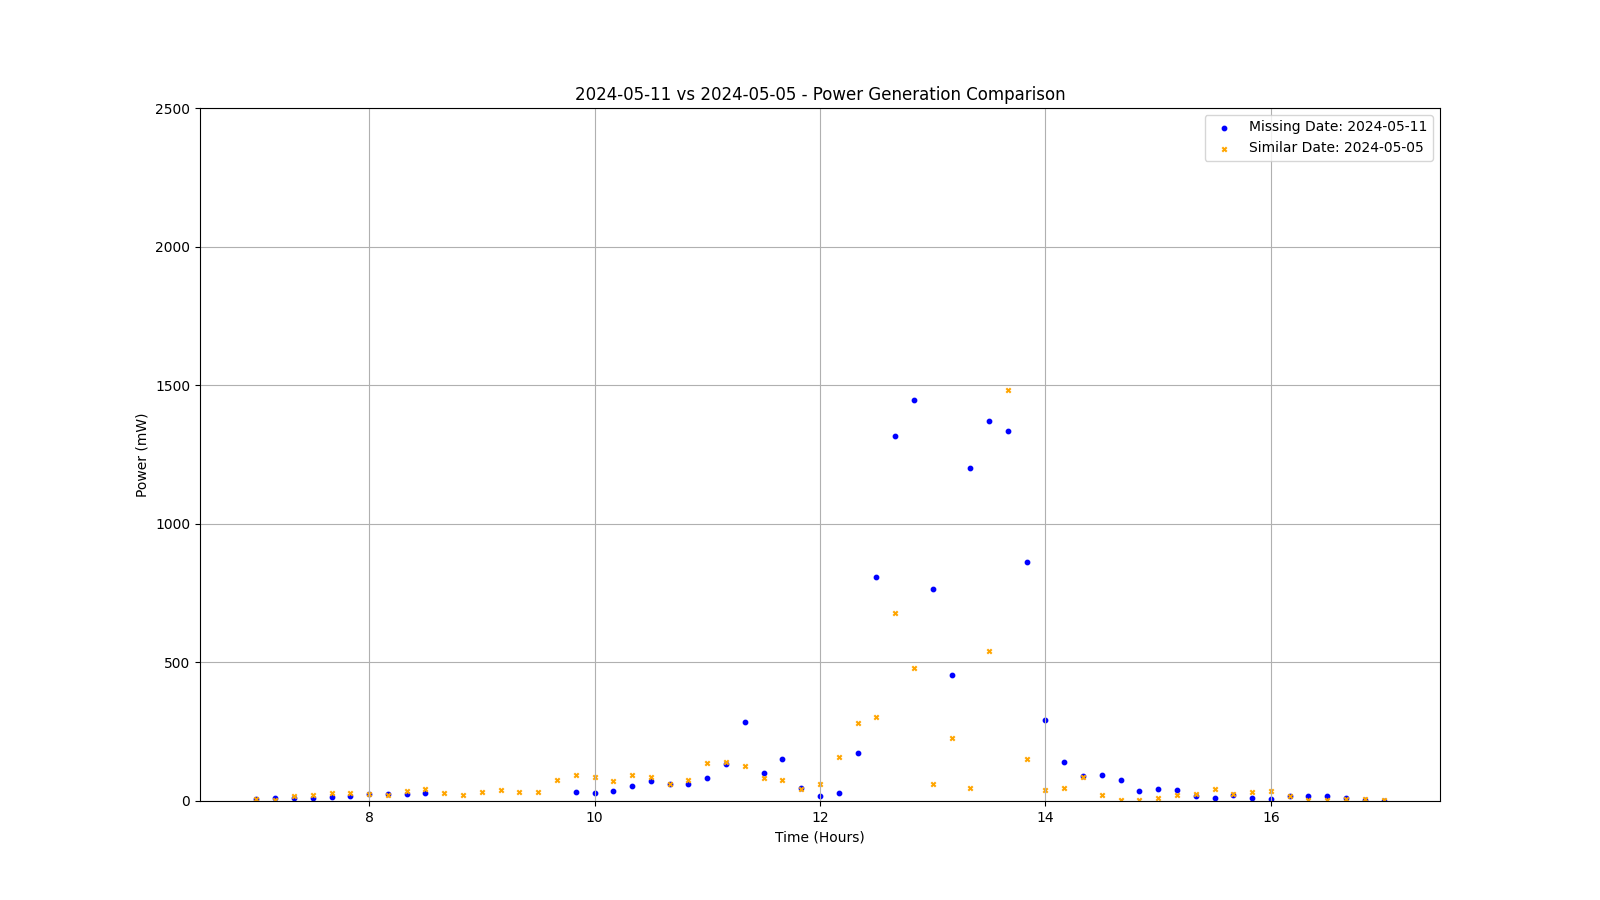 2024-05-11 vs 2024-05-05 - Power Generation Comparison
Missing Date: 2024-05-11
Similar Date: 2024-05-05
Power (mW)
2500
2000
1500
1000
500
0
8 10 12 14 16
Time (Hours)